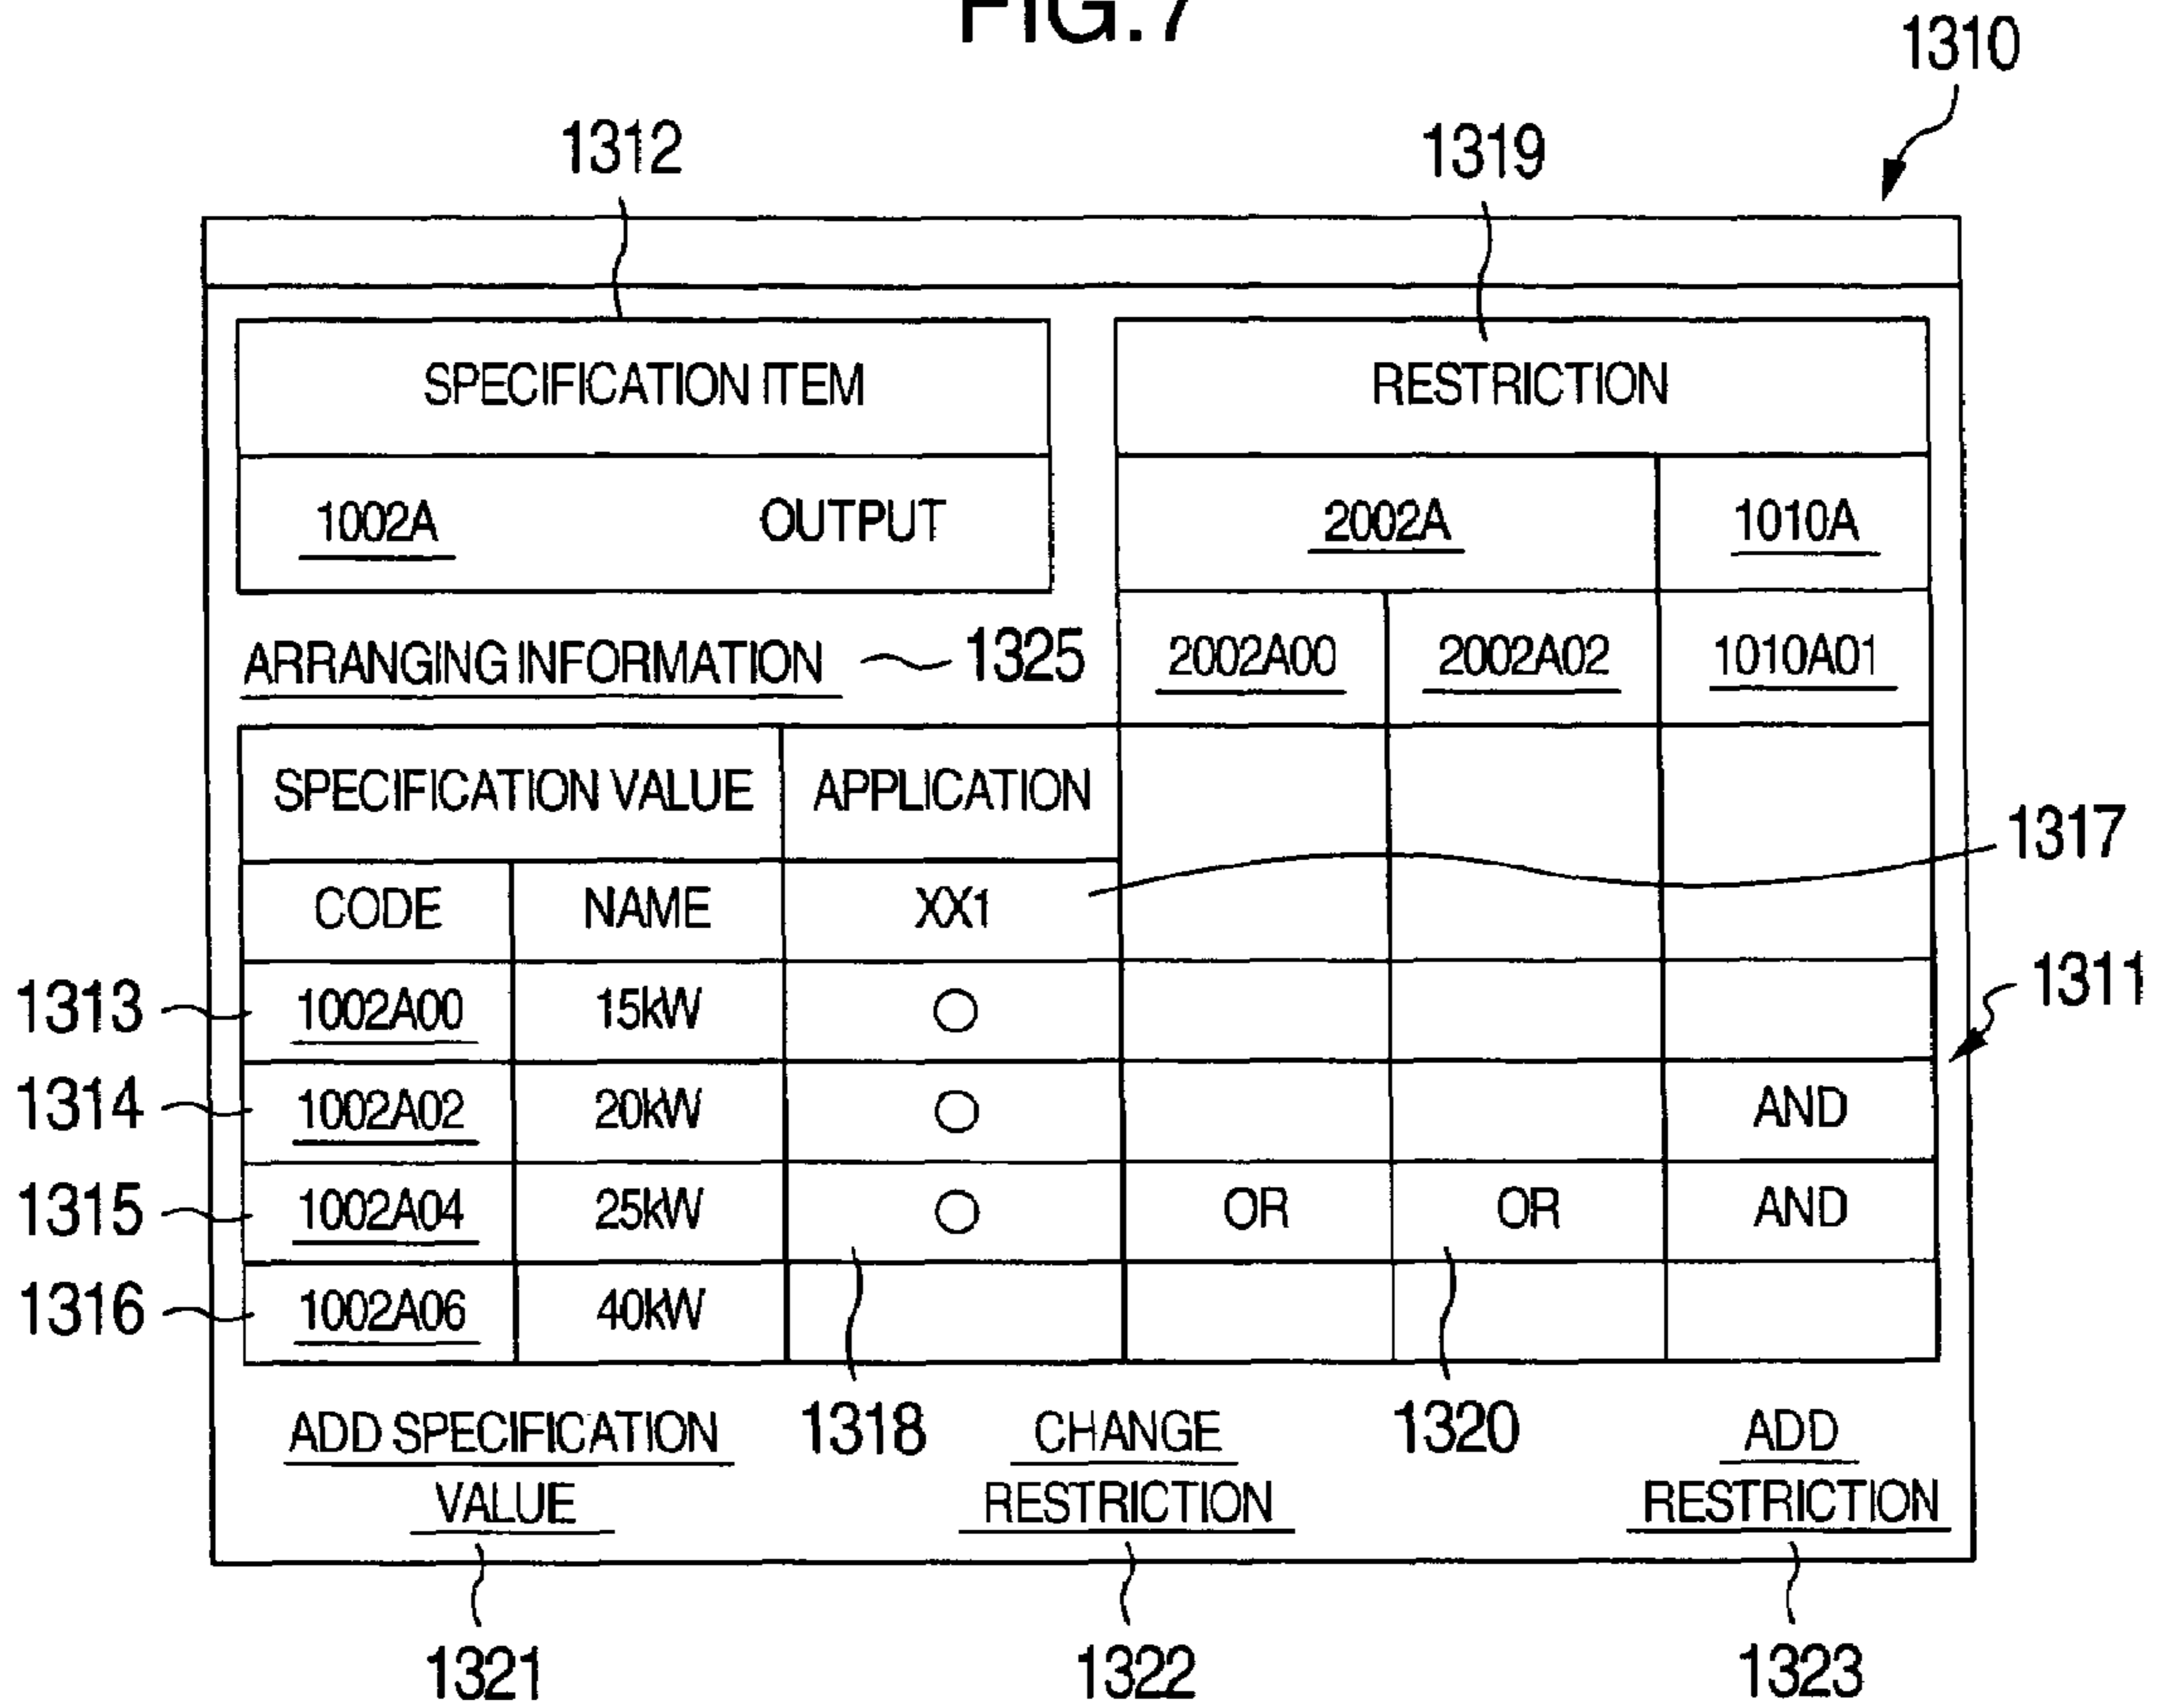 FIG.7
1310
1312
1319
SPECIFICATION ITEM
RESTRICTION
1002A OUTPUT
2002A 1010A
ARRANGING INFORMATION 1325
2002A00 2002A02 1010A01
SPECIFICATION VALUE APPLICATION
1317
CODE NAME XX1
1311
1313 1002A00 15kW ○
1314 1002A02 20kW ○ AND
1315 1002A04 25kW ○ OR OR AND
1316 1002A06 40kW
1318
1320
ADD SPECIFICATION
VALUE
CHANGE
RESTRICTION
ADD
RESTRICTION
1321
1322
1323